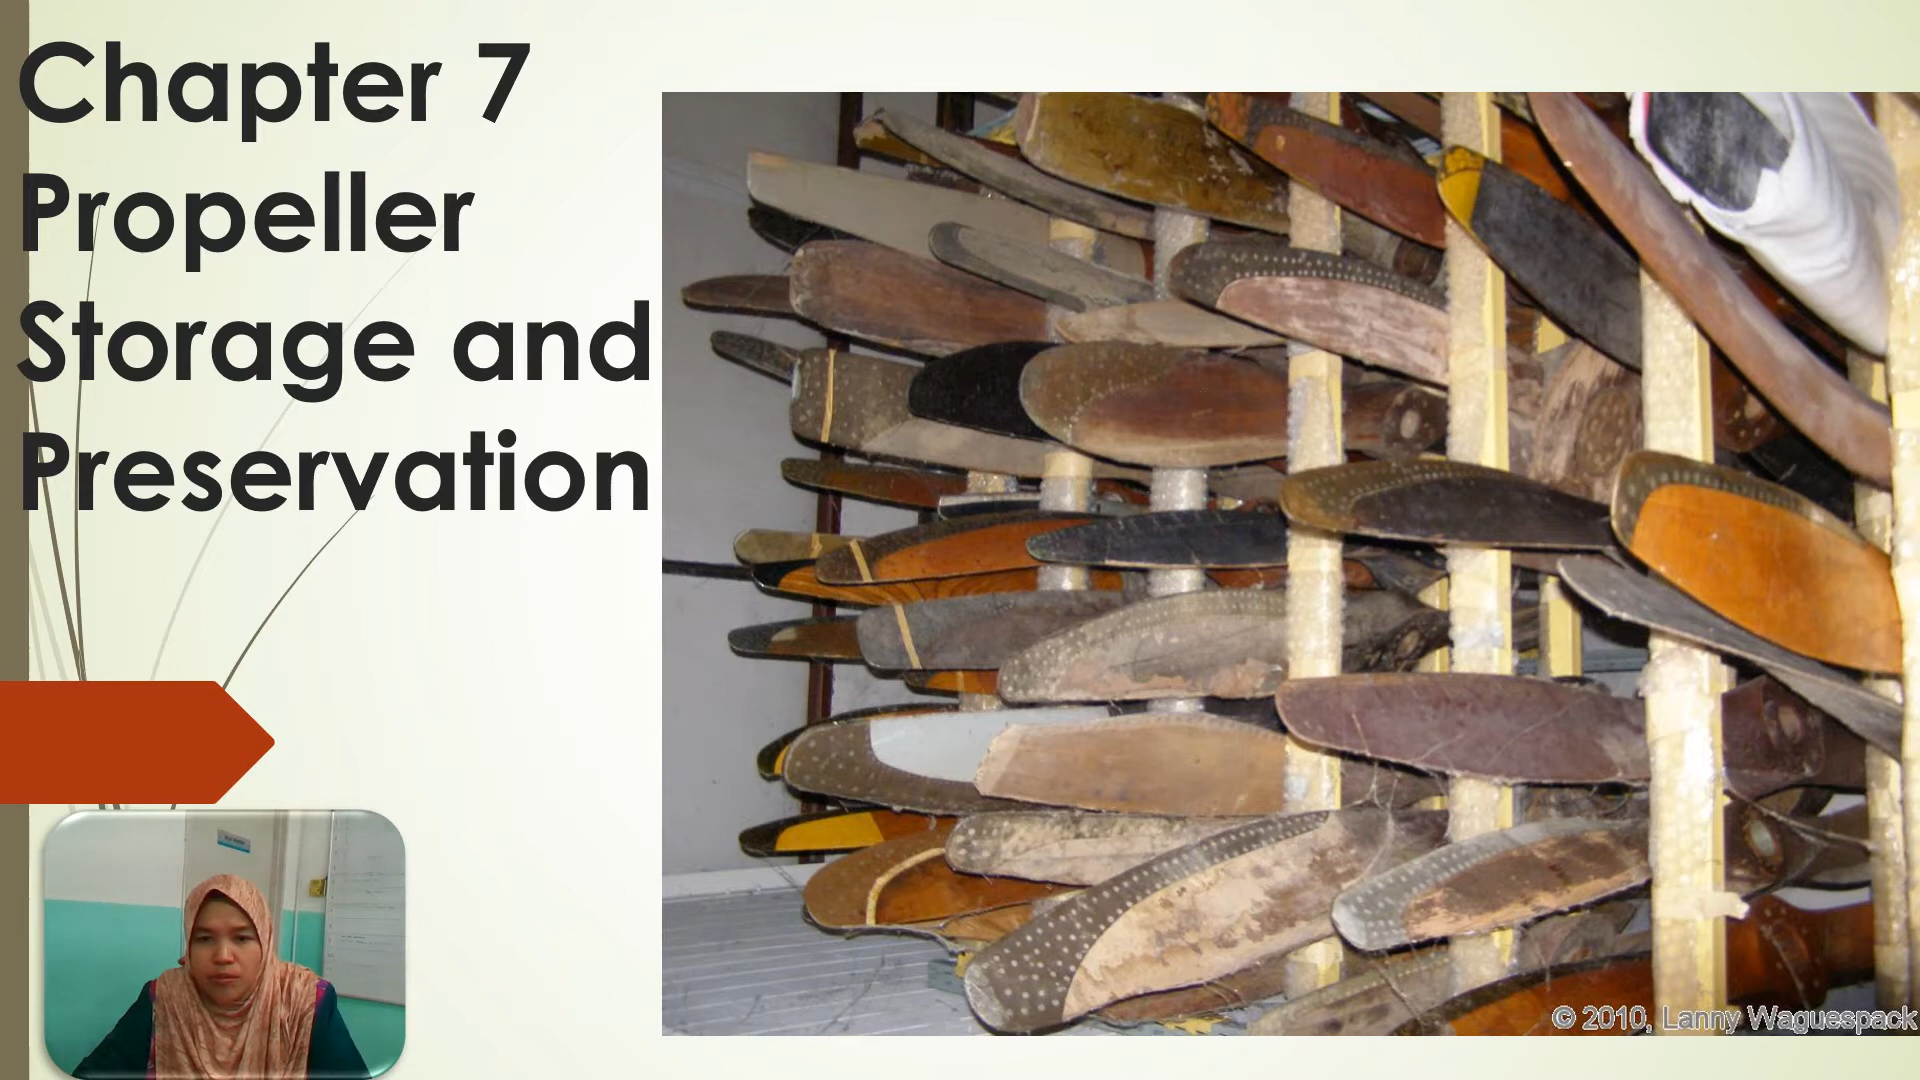 Chapter 7
Propeller
Storage and
Preservation
© 2010, Lanny Waguespack